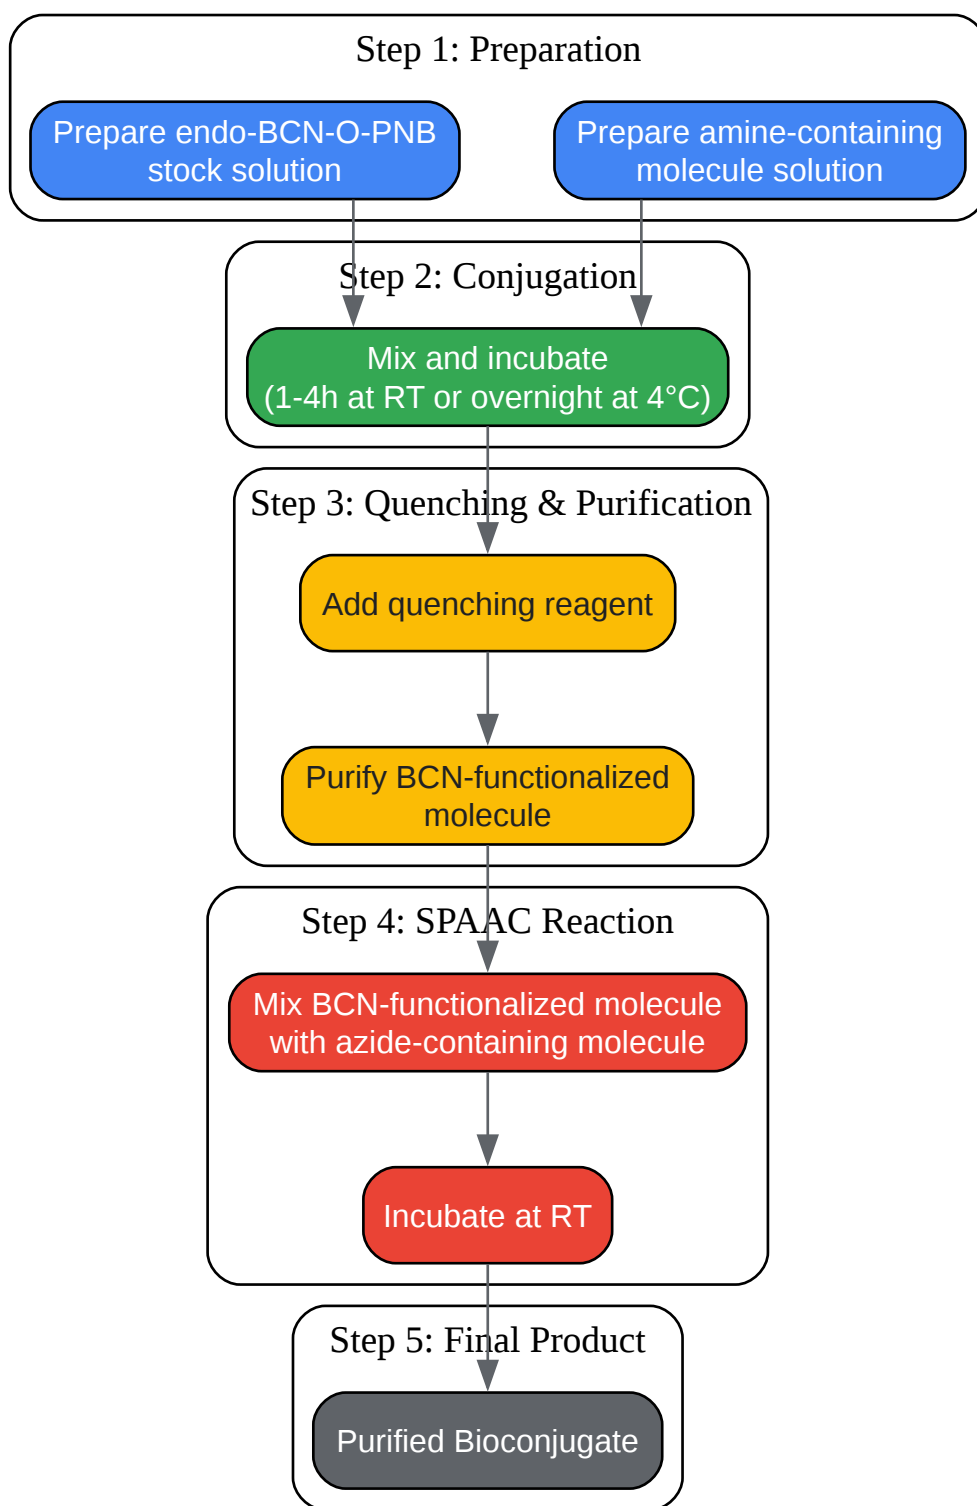 Step 1: Preparation
Prepare endo-BCN-O-PNB
stock solution
Prepare amine-containing
molecule solution
Step 2: Conjugation
Mix and incubate
(1-4h at RT or overnight at 4°C)
Step 3: Quenching & Purification
Add quenching reagent
Purify BCN-functionalized
molecule
Step 4: SPAAC Reaction
Mix BCN-functionalized molecule
with azide-containing molecule
Incubate at RT
Step 5: Final Product
Purified Bioconjugate